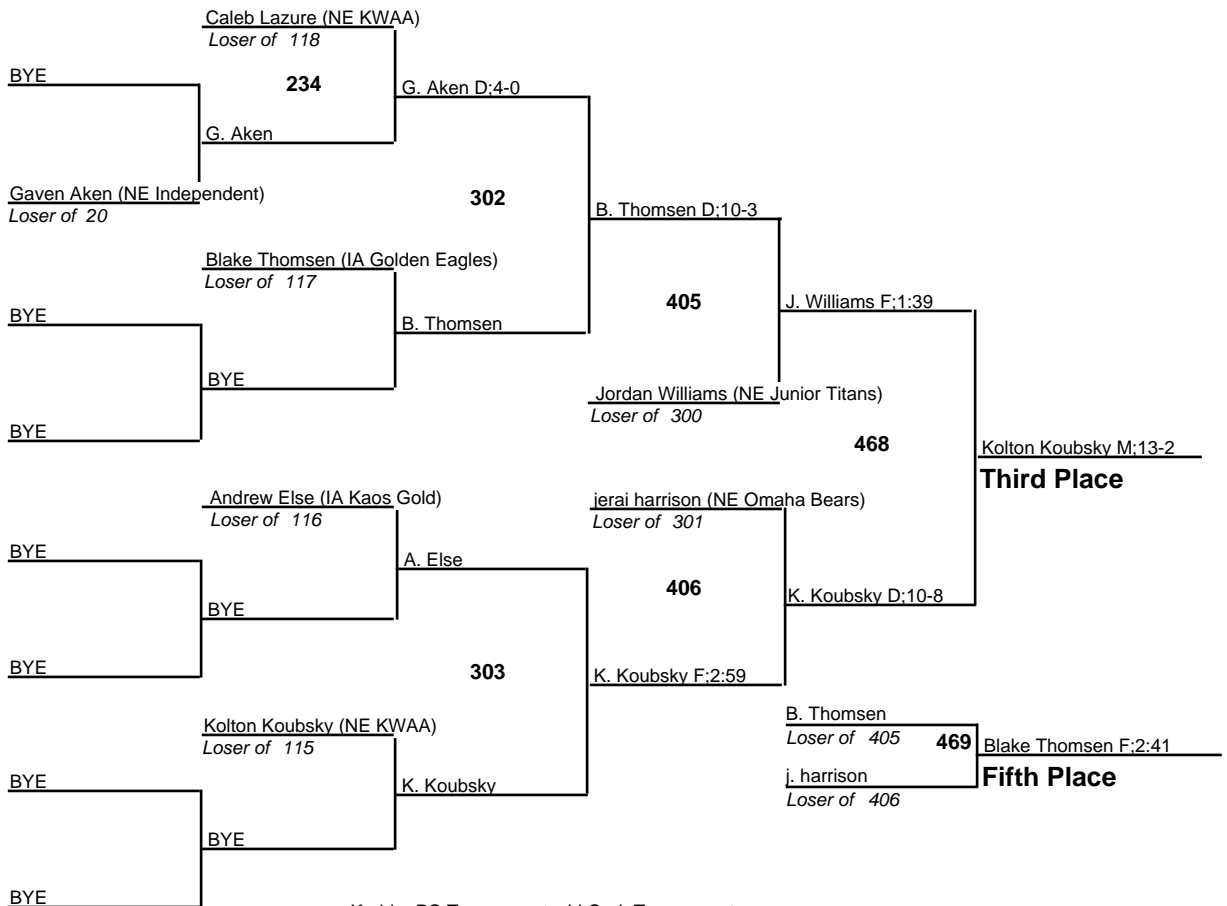 Caleb Lazure (NE KWAA)
Loser of 118
BYE
234
G. Aken D;4-0
G. Aken
Gaven Aken (NE Independent)
Loser of 20
302
B. Thomsen D;10-3
Blake Thomsen (IA Golden Eagles)
Loser of 117
405
J. Williams F;1:39
BYE
B. Thomsen
BYE
Jordan Williams (NE Junior Titans)
Loser of 300
BYE
468
Kolton Koubsky M;13-2
Third Place
Andrew Else (IA Kaos Gold)
Loser of 116
jerai harrison (NE Omaha Bears)
Loser of 301
BYE
A. Else
406
K. Koubsky D;10-8
BYE
BYE
303
K. Koubsky F;2:59
Kolton Koubsky (NE KWAA)
Loser of 115
B. Thomsen
Loser of 405
469
Blake Thomsen F;2:41
Fifth Place
BYE
K. Koubsky
j. harrison
Loser of 406
BYE
BYE